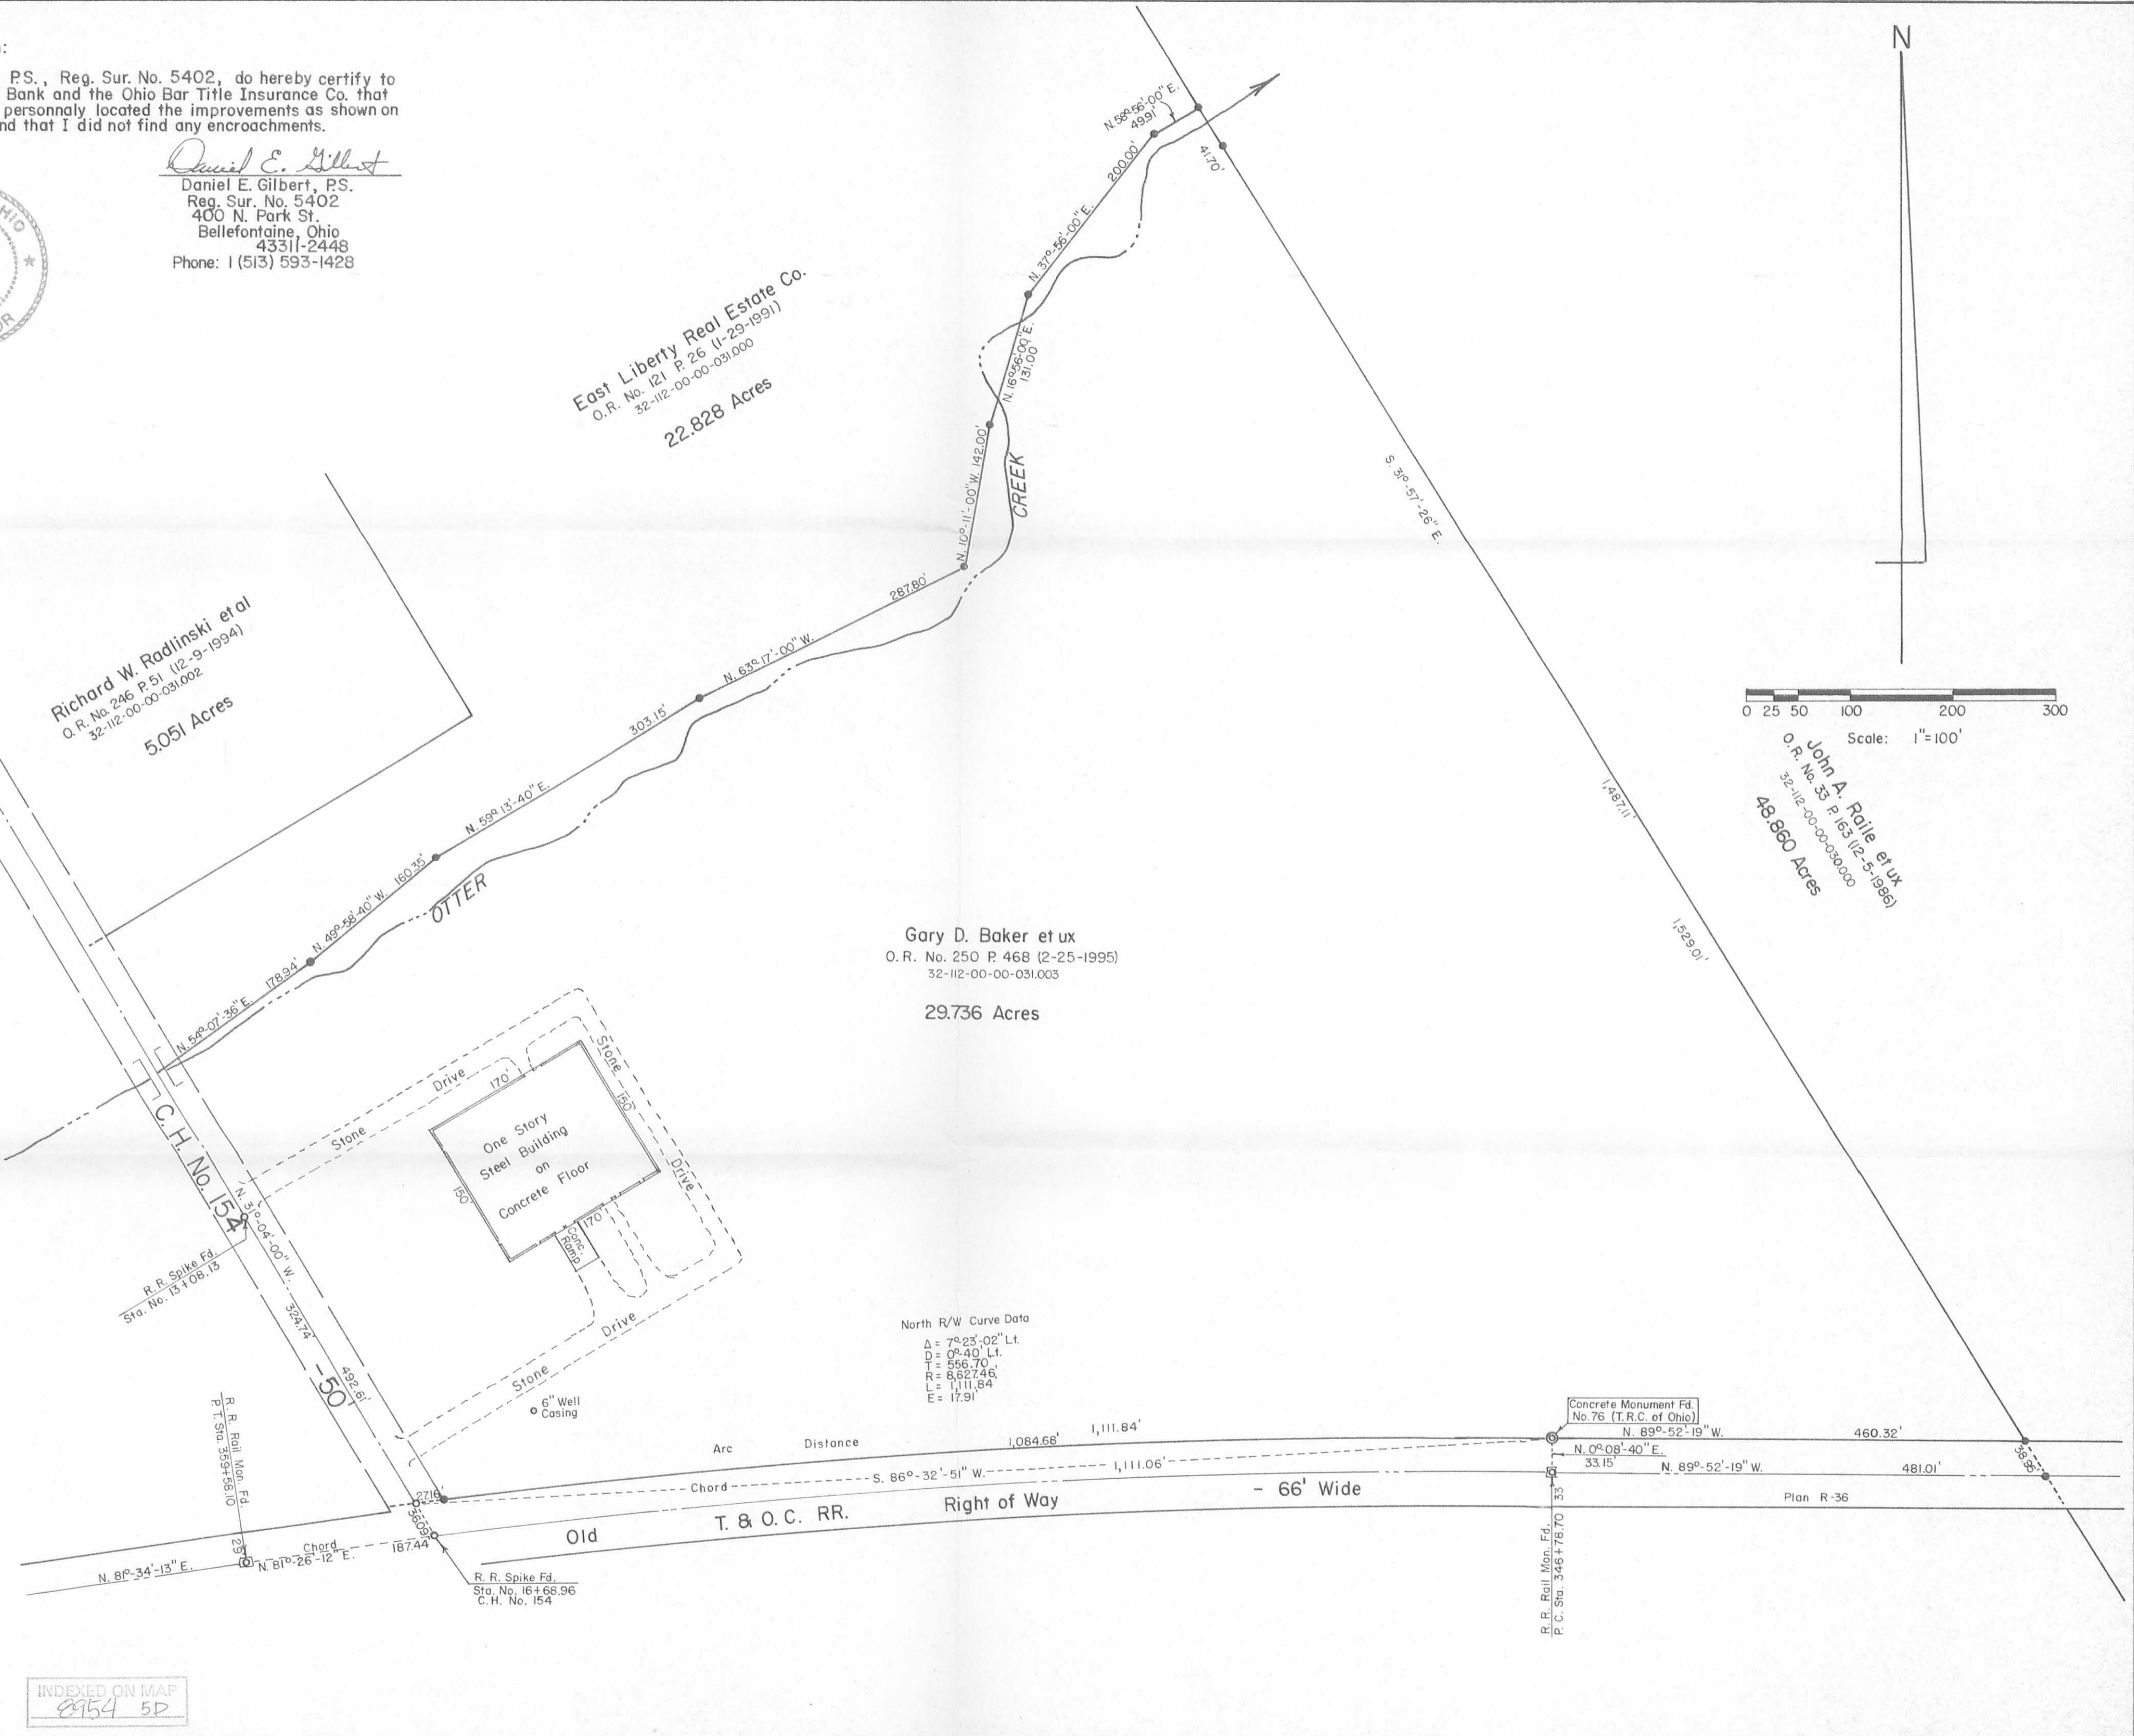 :
P.S., Reg. Sur. No. 5402, do hereby certify to
Bank and the Ohio Bar Title Insurance Co. that
personnaly located the improvements as shown on
nd that I did not find any encroachments.
Daniel E. Gilbert
Daniel E. Gilbert, P.S.
Reg. Sur. No. 5402
400 N. Park St.
Bellefontaine, Ohio
43311-2448
Phone: 1 (513) 593-1428
HIO
★
OR
N
N. 58°-56'-00" E.
49.91'
41.70'
200.00'
N. 37°-56'-00" E.
N. 16°-56'-00" E.
131.00'
N. 10°-11'-00" W. 142.00'
CREEK
East Liberty Real Estate Co.
O.R. No. 121 P. 26 (1-29-1991)
32-112-00-00-031.000
22.828 Acres
S. 31°-57'-26" E.
287.80'
N. 63°-17'-00" W.
303.15'
N. 59°-13'-40" E.
Richard W. Radlinski et al
O.R. No. 246 P. 51 (12-9-1994)
32-112-00-00-031.002
5.051 Acres
0 25 50 100 200 300
Scale: 1"=100'
John A. Raile et ux
O.R. No. 33 P. 163 (12-5-1986)
32-112-00-00-030.000
48.860 Acres
1,487.11'
1,529.01'
160.35'
N. 49°-58'-40" W.
OTTER
178.94'
N. 54°-07'-36" E.
Gary D. Baker et ux
O.R. No. 250 P. 468 (2-25-1995)
32-112-00-00-031.003
29.736 Acres
Stone
Drive
170'
150'
Stone
Drive
One Story
Steel Building
on
Concrete Floor
150'
170'
Conc.
Ramp
C. H. No. 154
-50'
N. 31°-04'-00" W.
324.74'
492.61'
R. R. Spike Fd.
Sta. No. 13+08.13
Stone
Drive
6" Well
Casing
North R/W Curve Data
Δ = 7°-23'-02" Lt.
D = 0°-40' Lt.
T = 556.70'
R = 8,627.46'
L = 1,111.84
E = 17.91'
Concrete Monument Fd.
No. 76 (T.R.C. of Ohio)
N. 89°-52'-19" W.
460.32'
N. 0°-08'-40" E.
33.15'
N. 89°-52'-19" W.
481.01'
38.95'
Plan R-36
Arc
Distance
1,084.68'
1,111.84'
Chord
S. 86°-32'-51" W.
1,111.06'
Old
T. & O.C. RR.
Right of Way
- 66' Wide
R. R. Rail Mon. Fd.
P. T. Sta. 359+58.10
29
27.16'
36.09'
N. 81°-34'-13" E.
Chord
N. 81°-26'-12" E.
187.44'
R. R. Spike Fd.
Sta. No. 16+68.96
C.H. No. 154
33
R. R. Rail Mon. Fd.
P. C. Sta. 346+78.70
INDEXED ON MAP
8954 5D